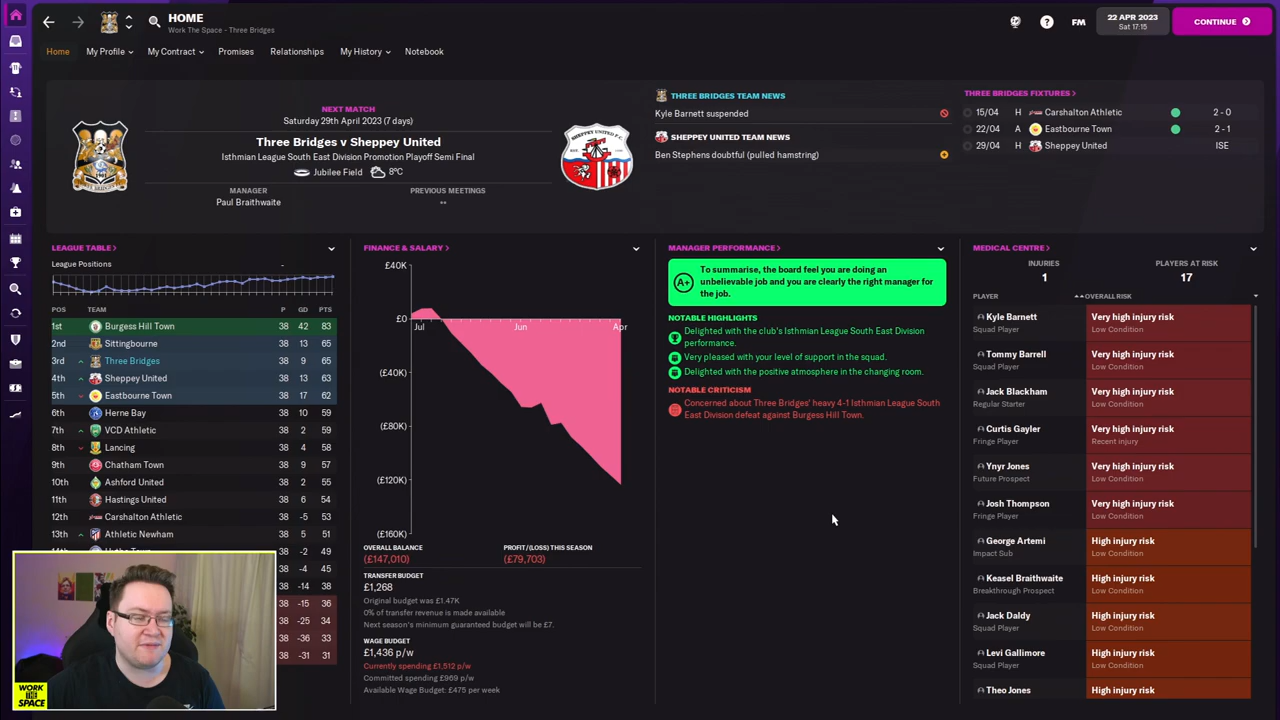 HOME
Work The Space - Three Bridges
FM
22 APR 2023
Sat 17:15
CONTINUE
Home
My Profile
My Contract
Promises
Relationships
My History
Notebook
NEXT MATCH
Saturday 29th April 2023 (7 days)
Three Bridges v Sheppey United
Isthmian League South East Division Promotion Playoff Semi Final
Jubilee Field 8°C
MANAGER
Paul Braithwaite
PREVIOUS MEETINGS
--
THREE BRIDGES TEAM NEWS
Kyle Barnett suspended
SHEPPEY UNITED TEAM NEWS
Ben Stephens doubtful (pulled hamstring)
THREE BRIDGES FIXTURES
15/04 H Carshalton Athletic 2 - 0
22/04 A Eastbourne Town 2 - 1
29/04 H Sheppey United ISE
LEAGUE TABLE
League Positions -
POS TEAM P GD PTS
1st Burgess Hill Town 38 42 83
2nd Sittingbourne 38 13 65
3rd Three Bridges 38 9 65
4th Sheppey United 38 13 63
5th Eastbourne Town 38 17 62
6th Herne Bay 38 10 59
7th VCD Athletic 38 2 59
8th Lancing 38 4 58
9th Chatham Town 38 9 57
10th Ashford United 38 2 55
11th Hastings United 38 6 54
12th Carshalton Athletic 38 -5 53
13th Athletic Newham 38 5 51
38 -2 49
38 -4 45
38 -14 38
38 -15 36
38 -25 34
38 -36 33
38 -31 31
FINANCE & SALARY
£40K
£0
(£40K)
(£80K)
(£120K)
(£160K)
Jul Jun Apr
OVERALL BALANCE
(£147,010)
PROFIT/(LOSS) THIS SEASON
(£79,703)
TRANSFER BUDGET
£1,268
Original budget was £1.47K
0% of transfer revenue is made available
Next season's minimum guaranteed budget will be £7.
WAGE BUDGET
£1,436 p/w
Currently spending £1,512 p/w
Committed spending £969 p/w
Available Wage Budget: £475 per week
MANAGER PERFORMANCE
A+
To summarise, the board feel you are doing an
unbelievable job and you are clearly the right manager for
the job.
NOTABLE HIGHLIGHTS
Delighted with the club's Isthmian League South East Division
performance.
Very pleased with your level of support in the squad.
Delighted with the positive atmosphere in the changing room.
NOTABLE CRITICISM
Concerned about Three Bridges' heavy 4-1 Isthmian League South
East Division defeat against Burgess Hill Town.
MEDICAL CENTRE
INJURIES
1
PLAYERS AT RISK
17
PLAYER OVERALL RISK
Kyle Barnett Very high injury risk
Squad Player Low Condition
Tommy Barrell Very high injury risk
Squad Player Low Condition
Jack Blackham Very high injury risk
Regular Starter Low Condition
Curtis Gayler Very high injury risk
Fringe Player Recent injury
Ynyr Jones Very high injury risk
Future Prospect Low Condition
Josh Thompson Very high injury risk
Fringe Player Low Condition
George Artemi High injury risk
Impact Sub Low Condition
Keasel Braithwaite High injury risk
Breakthrough Prospect Low Condition
Jack Daldy High injury risk
Squad Player Low Condition
Levi Gallimore High injury risk
Squad Player Low Condition
Theo Jones High injury risk
WORK
THE
SPACE